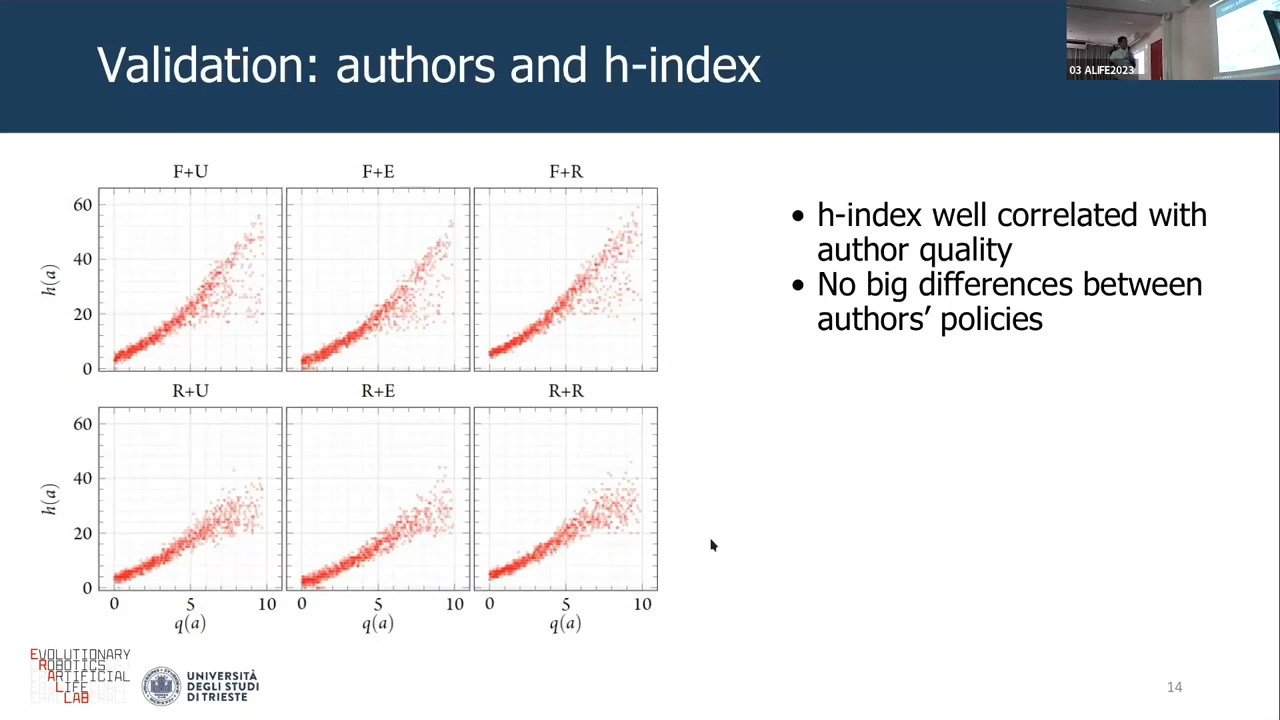 Validation: authors and h-index
03 ALIFE2023
F+U F+E F+R
60
40
20
0
h(a)
R+U R+E R+R
60
40
20
0
h(a)
0 5 10 0 5 10 0 5 10
q(a) q(a) q(a)
• h-index well correlated with
author quality
• No big differences between
authors’ policies
EVOLUTIONARY
ROBOTICS
ARTIFICIAL
LIFE
LAB
UNIVERSITÀ
DEGLI STUDI
DI TRIESTE
14